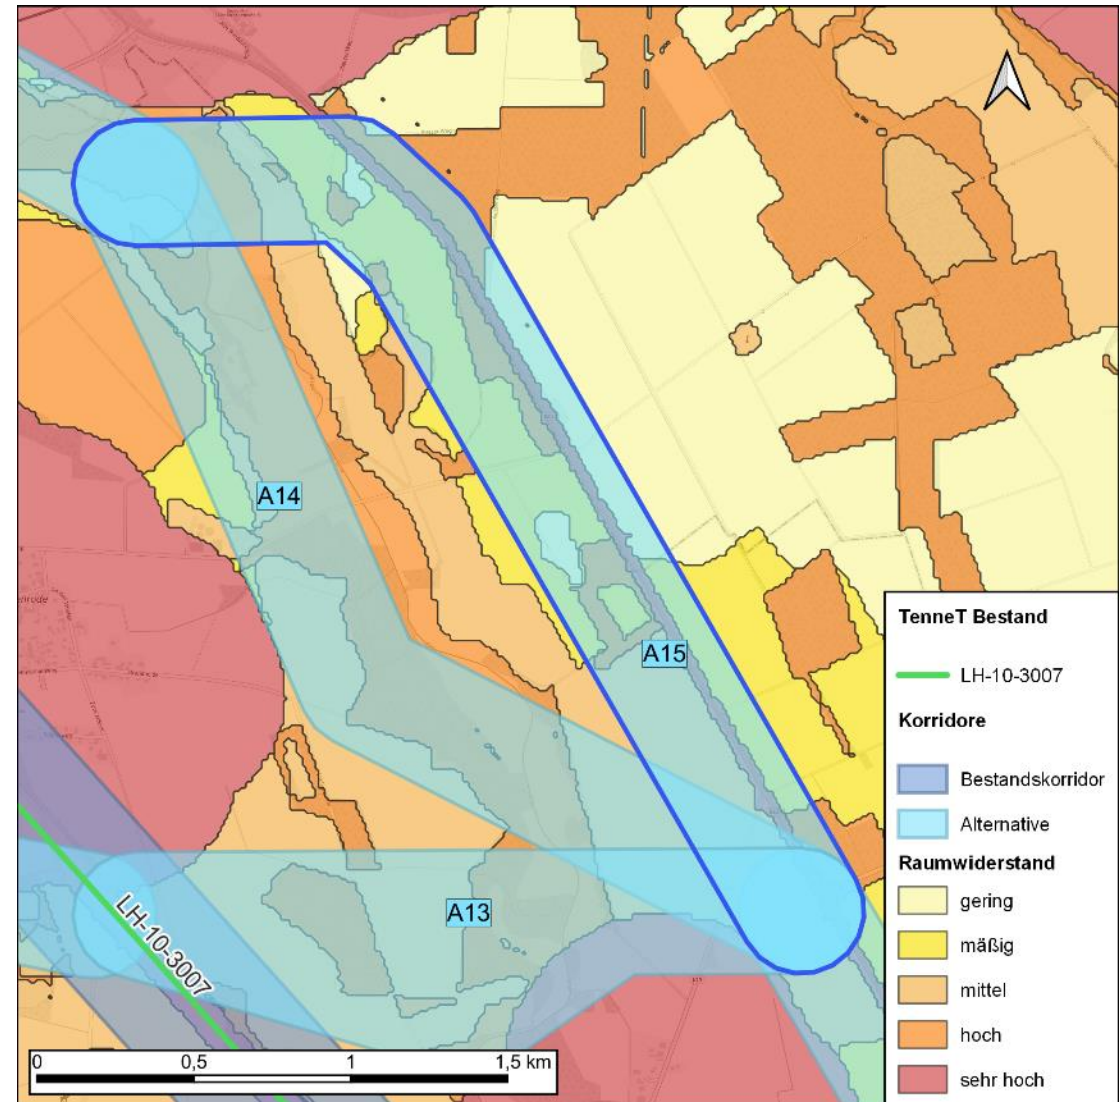 A14
A15
A13
LH-10-3007
0 0,5 1 1,5 km
TenneT Bestand
LH-10-3007
Korridore
Bestandskorridor
Alternative
Raumwiderstand
gering
mäßig
mittel
hoch
sehr hoch